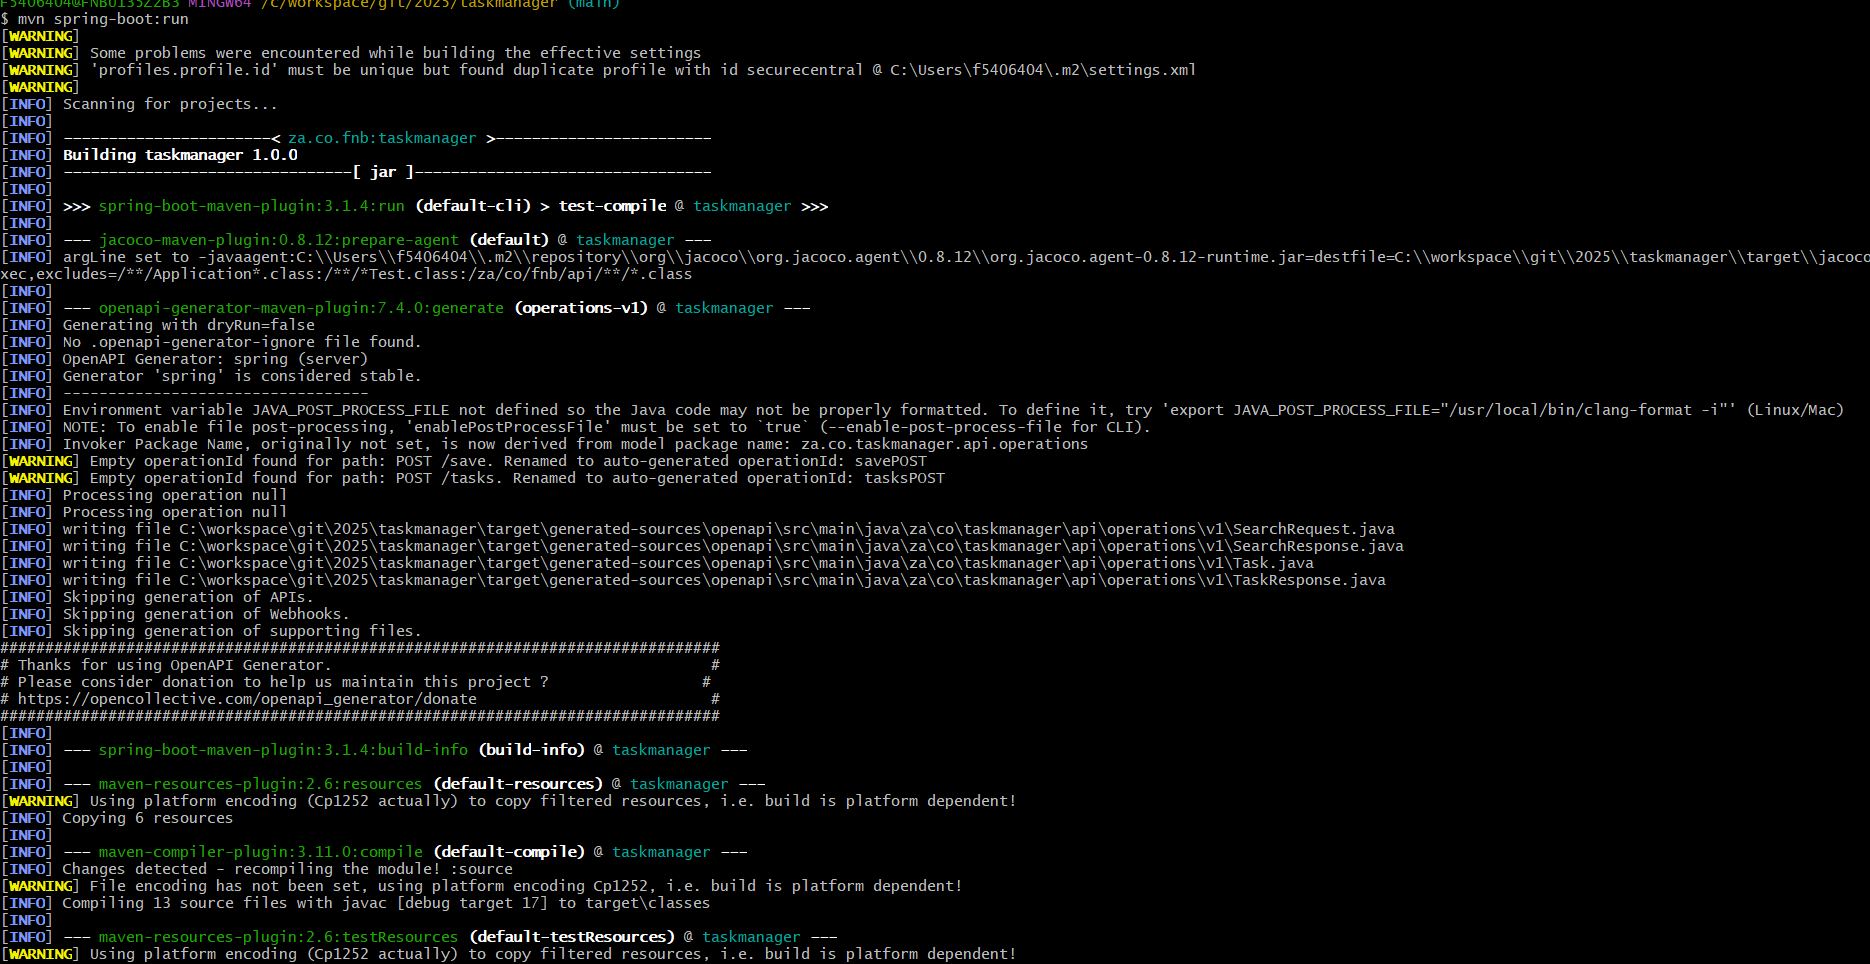 F5406404@FNB0135Z2B3 MINGW64 /c/workspace/git/2025/taskmanager (main)
$ mvn spring-boot:run
[WARNING]
[WARNING] Some problems were encountered while building the effective settings
[WARNING] 'profiles.profile.id' must be unique but found duplicate profile with id securecentral @ C:\Users\f5406404\.m2\settings.xml
[WARNING]
[INFO] Scanning for projects...
[INFO]
[INFO] -----------------------< za.co.fnb:taskmanager >------------------------
[INFO] Building taskmanager 1.0.0
[INFO] --------------------------------[ jar ]---------------------------------
[INFO]
[INFO] >>> spring-boot-maven-plugin:3.1.4:run (default-cli) > test-compile @ taskmanager >>>
[INFO]
[INFO] --- jacoco-maven-plugin:0.8.12:prepare-agent (default) @ taskmanager ---
[INFO] argLine set to -javaagent:C:\\Users\\f5406404\\.m2\\repository\\org\\jacoco\\org.jacoco.agent\\0.8.12\\org.jacoco.agent-0.8.12-runtime.jar=destfile=C:\\workspace\\git\\2025\\taskmanager\\target\\jacoco
xec,excludes=/**/Application*.class:/**/*Test.class:/za/co/fnb/api/**/*.class
[INFO]
[INFO] --- openapi-generator-maven-plugin:7.4.0:generate (operations-v1) @ taskmanager ---
[INFO] Generating with dryRun=false
[INFO] No .openapi-generator-ignore file found.
[INFO] OpenAPI Generator: spring (server)
[INFO] Generator 'spring' is considered stable.
[INFO] ----------------------------------
[INFO] Environment variable JAVA_POST_PROCESS_FILE not defined so the Java code may not be properly formatted. To define it, try 'export JAVA_POST_PROCESS_FILE="/usr/local/bin/clang-format -i"' (Linux/Mac)
[INFO] NOTE: To enable file post-processing, 'enablePostProcessFile' must be set to `true` (--enable-post-process-file for CLI).
[INFO] Invoker Package Name, originally not set, is now derived from model package name: za.co.taskmanager.api.operations
[WARNING] Empty operationId found for path: POST /save. Renamed to auto-generated operationId: savePOST
[WARNING] Empty operationId found for path: POST /tasks. Renamed to auto-generated operationId: tasksPOST
[INFO] Processing operation null
[INFO] Processing operation null
[INFO] writing file C:\workspace\git\2025\taskmanager\target\generated-sources\openapi\src\main\java\za\co\taskmanager\api\operations\v1\SearchRequest.java
[INFO] writing file C:\workspace\git\2025\taskmanager\target\generated-sources\openapi\src\main\java\za\co\taskmanager\api\operations\v1\SearchResponse.java
[INFO] writing file C:\workspace\git\2025\taskmanager\target\generated-sources\openapi\src\main\java\za\co\taskmanager\api\operations\v1\Task.java
[INFO] writing file C:\workspace\git\2025\taskmanager\target\generated-sources\openapi\src\main\java\za\co\taskmanager\api\operations\v1\TaskResponse.java
[INFO] Skipping generation of APIs.
[INFO] Skipping generation of Webhooks.
[INFO] Skipping generation of supporting files.
################################################################################
# Thanks for using OpenAPI Generator.                                          #
# Please consider donation to help us maintain this project ?                 #
# https://opencollective.com/openapi_generator/donate                          #
################################################################################
[INFO]
[INFO] --- spring-boot-maven-plugin:3.1.4:build-info (build-info) @ taskmanager ---
[INFO]
[INFO] --- maven-resources-plugin:2.6:resources (default-resources) @ taskmanager ---
[WARNING] Using platform encoding (Cp1252 actually) to copy filtered resources, i.e. build is platform dependent!
[INFO] Copying 6 resources
[INFO]
[INFO] --- maven-compiler-plugin:3.11.0:compile (default-compile) @ taskmanager ---
[INFO] Changes detected - recompiling the module! :source
[WARNING] File encoding has not been set, using platform encoding Cp1252, i.e. build is platform dependent!
[INFO] Compiling 13 source files with javac [debug target 17] to target\classes
[INFO]
[INFO] --- maven-resources-plugin:2.6:testResources (default-testResources) @ taskmanager ---
[WARNING] Using platform encoding (Cp1252 actually) to copy filtered resources, i.e. build is platform dependent!